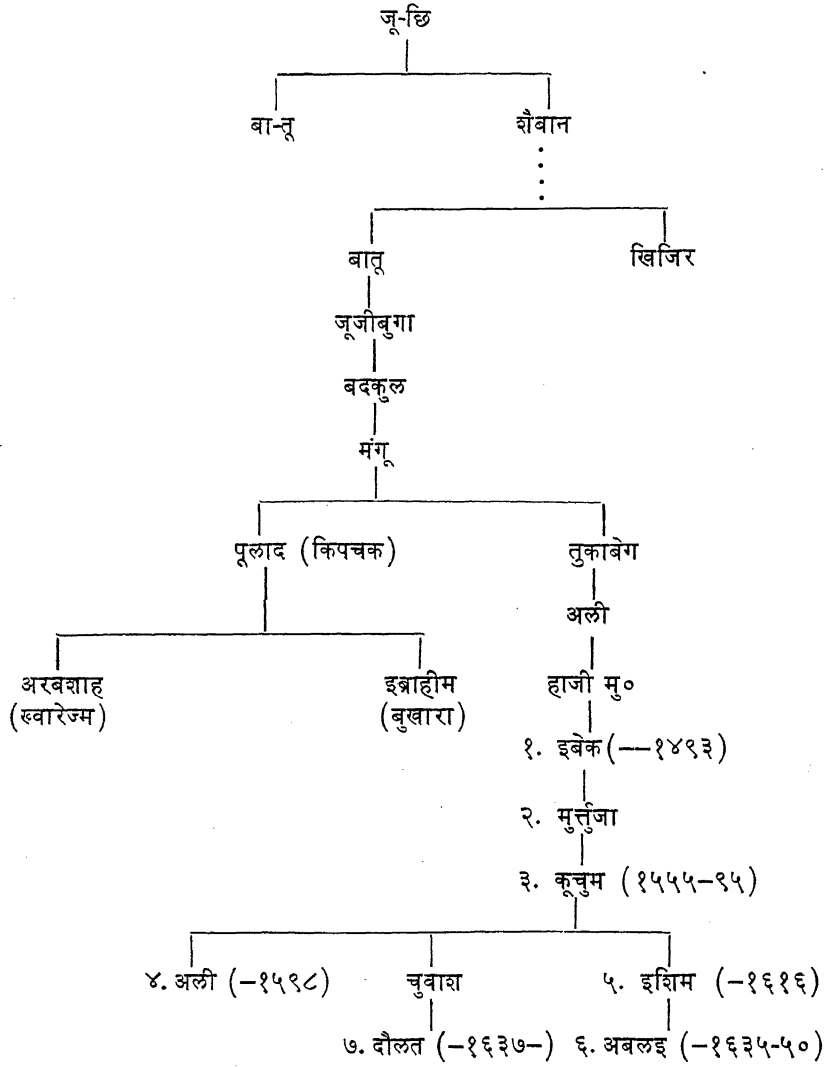 जू-छि
बा-तू शैबान
बातू खिजिर
जूजीबुगा
बदकुल
मंगू
पूलाद (किपचक) तुकाबेग
अली
अरबशाह इब्राहीम हाजी मु०
(ख्वारेज्म) (बुखारा)
१. इबेक(—१४९३)
२. मुर्त्तुजा
३. कूचुम (१५५५–९५)
४. अली (-१५९८) चुवाश ५. इशिम (-१६१६)
७. दौलत (-१६३७-) ६. अबलइ (-१६३५-५०)